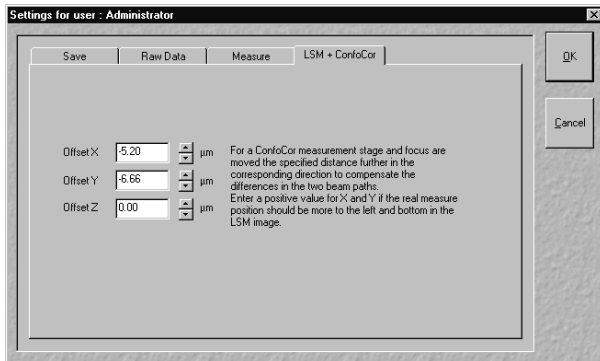 Settings for user : Administrator
Save
Raw Data
Measure
LSM + ConfoCor
OK
Cancel
Offset X -5.20 µm
Offset Y -6.66 µm
Offset Z 0.00 µm
For a ConfoCor measurement stage and focus are
moved the specified distance further in the
corresponding direction to compensate the
differences in the two beam paths.
Enter a positive value for X and Y if the real measure
position should be more to the left and bottom in the
LSM image.